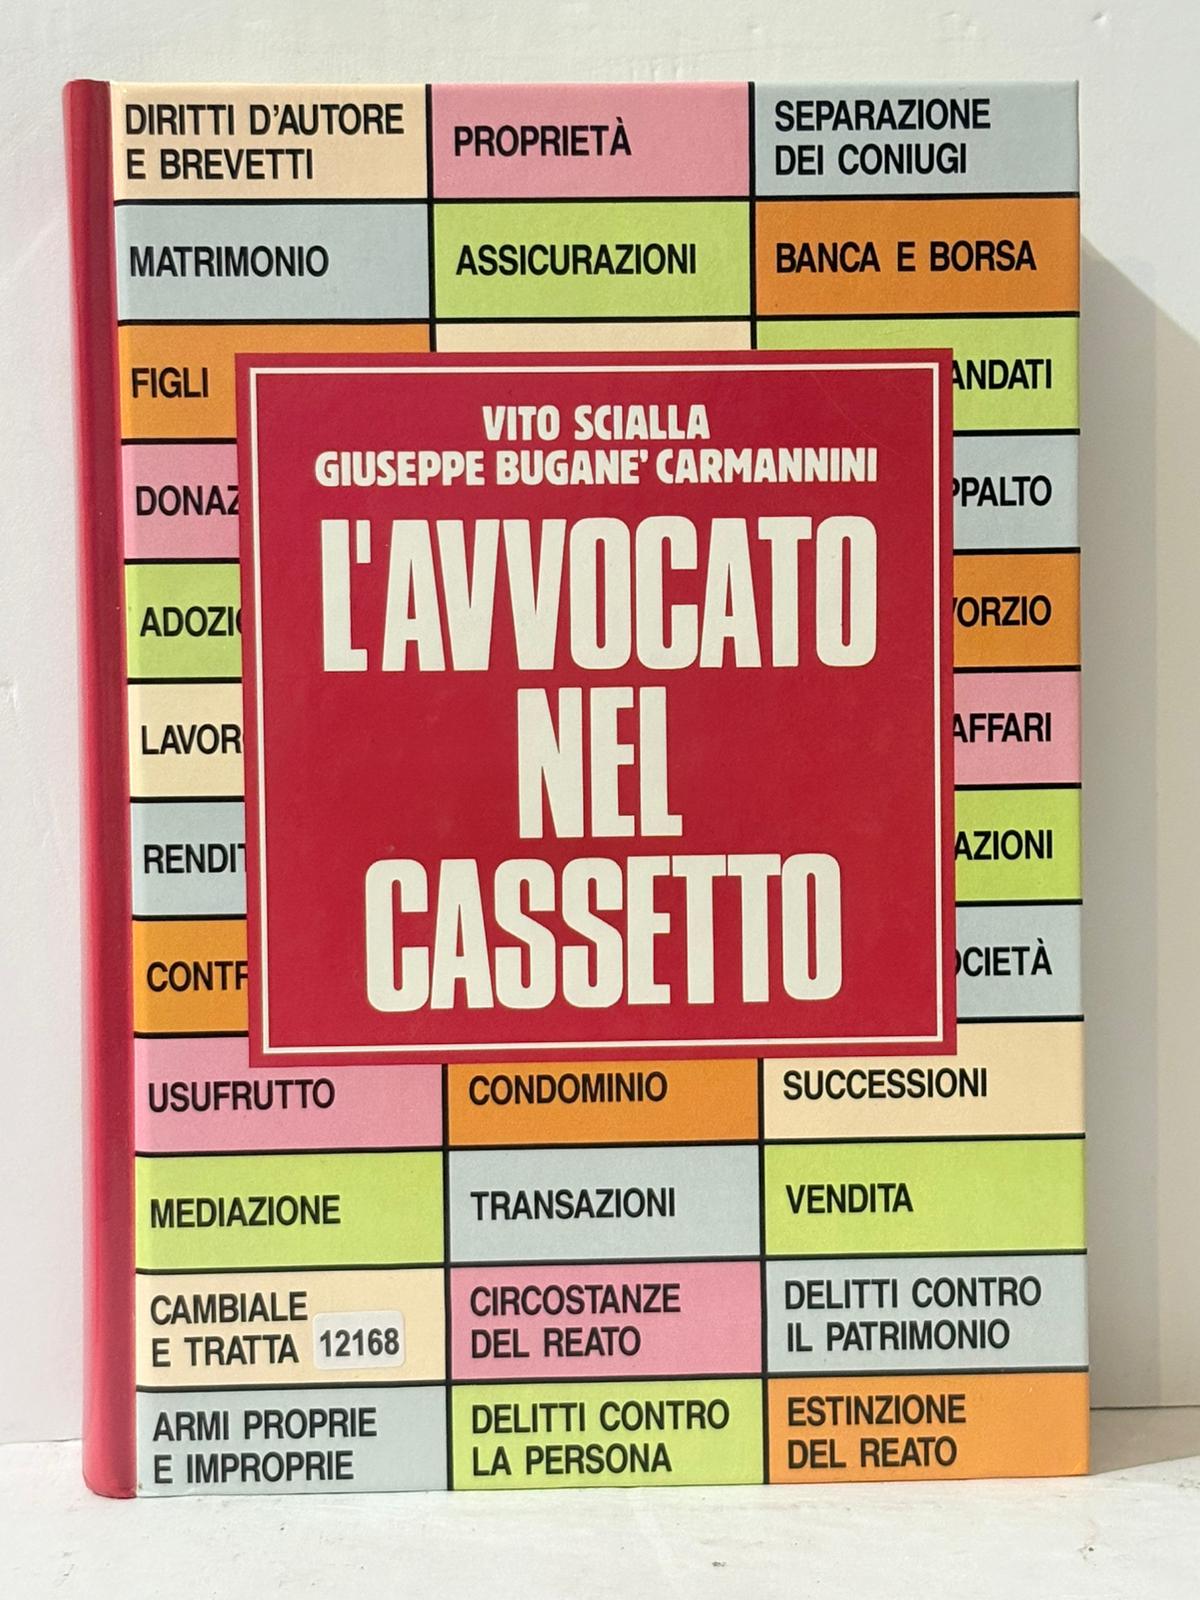 DIRITTI D'AUTORE
E BREVETTI
PROPRIETÀ
SEPARAZIONE
DEI CONIUGI
MATRIMONIO
ASSICURAZIONI
BANCA E BORSA
FIGLI
ANDATI
VITO SCIALLA
GIUSEPPE BUGANE' CARMANNINI
L'AVVOCATO
NEL
CASSETTO
DONAZ
PPALTO
ADOZIO
VORZIO
LAVOR
AFFARI
RENDIT
AZIONI
CONTR
OCIETÀ
USUFRUTTO
CONDOMINIO
SUCCESSIONI
MEDIAZIONE
TRANSAZIONI
VENDITA
CAMBIALE
E TRATTA
12168
CIRCOSTANZE
DEL REATO
DELITTI CONTRO
IL PATRIMONIO
ARMI PROPRIE
E IMPROPRIE
DELITTI CONTRO
LA PERSONA
ESTINZIONE
DEL REATO